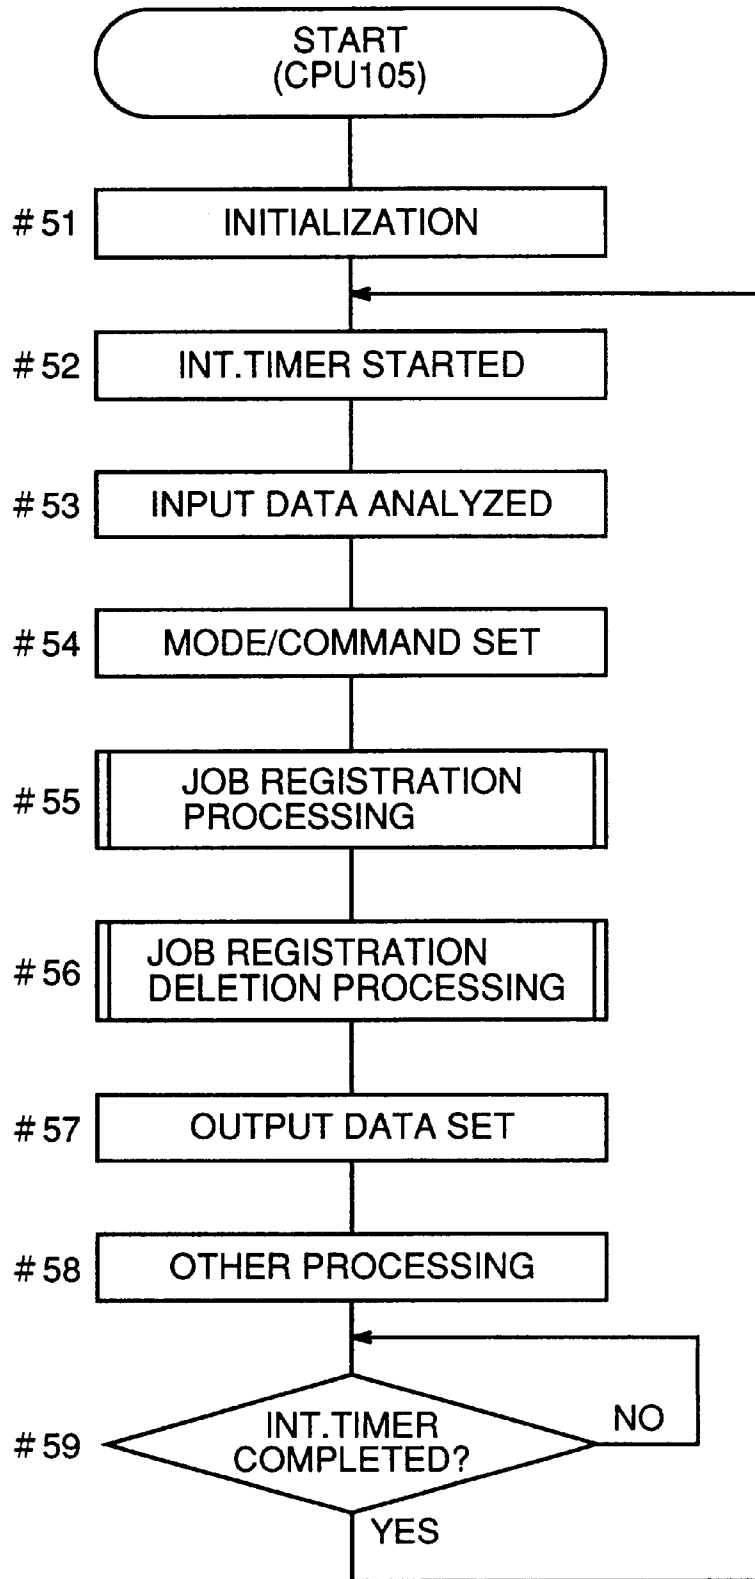 START
(CPU105)
#51 INITIALIZATION
#52 INT.TIMER STARTED
#53 INPUT DATA ANALYZED
#54 MODE/COMMAND SET
#55 JOB REGISTRATION
PROCESSING
#56 JOB REGISTRATION
DELETION PROCESSING
#57 OUTPUT DATA SET
#58 OTHER PROCESSING
#59 INT.TIMER
COMPLETED?
NO
YES